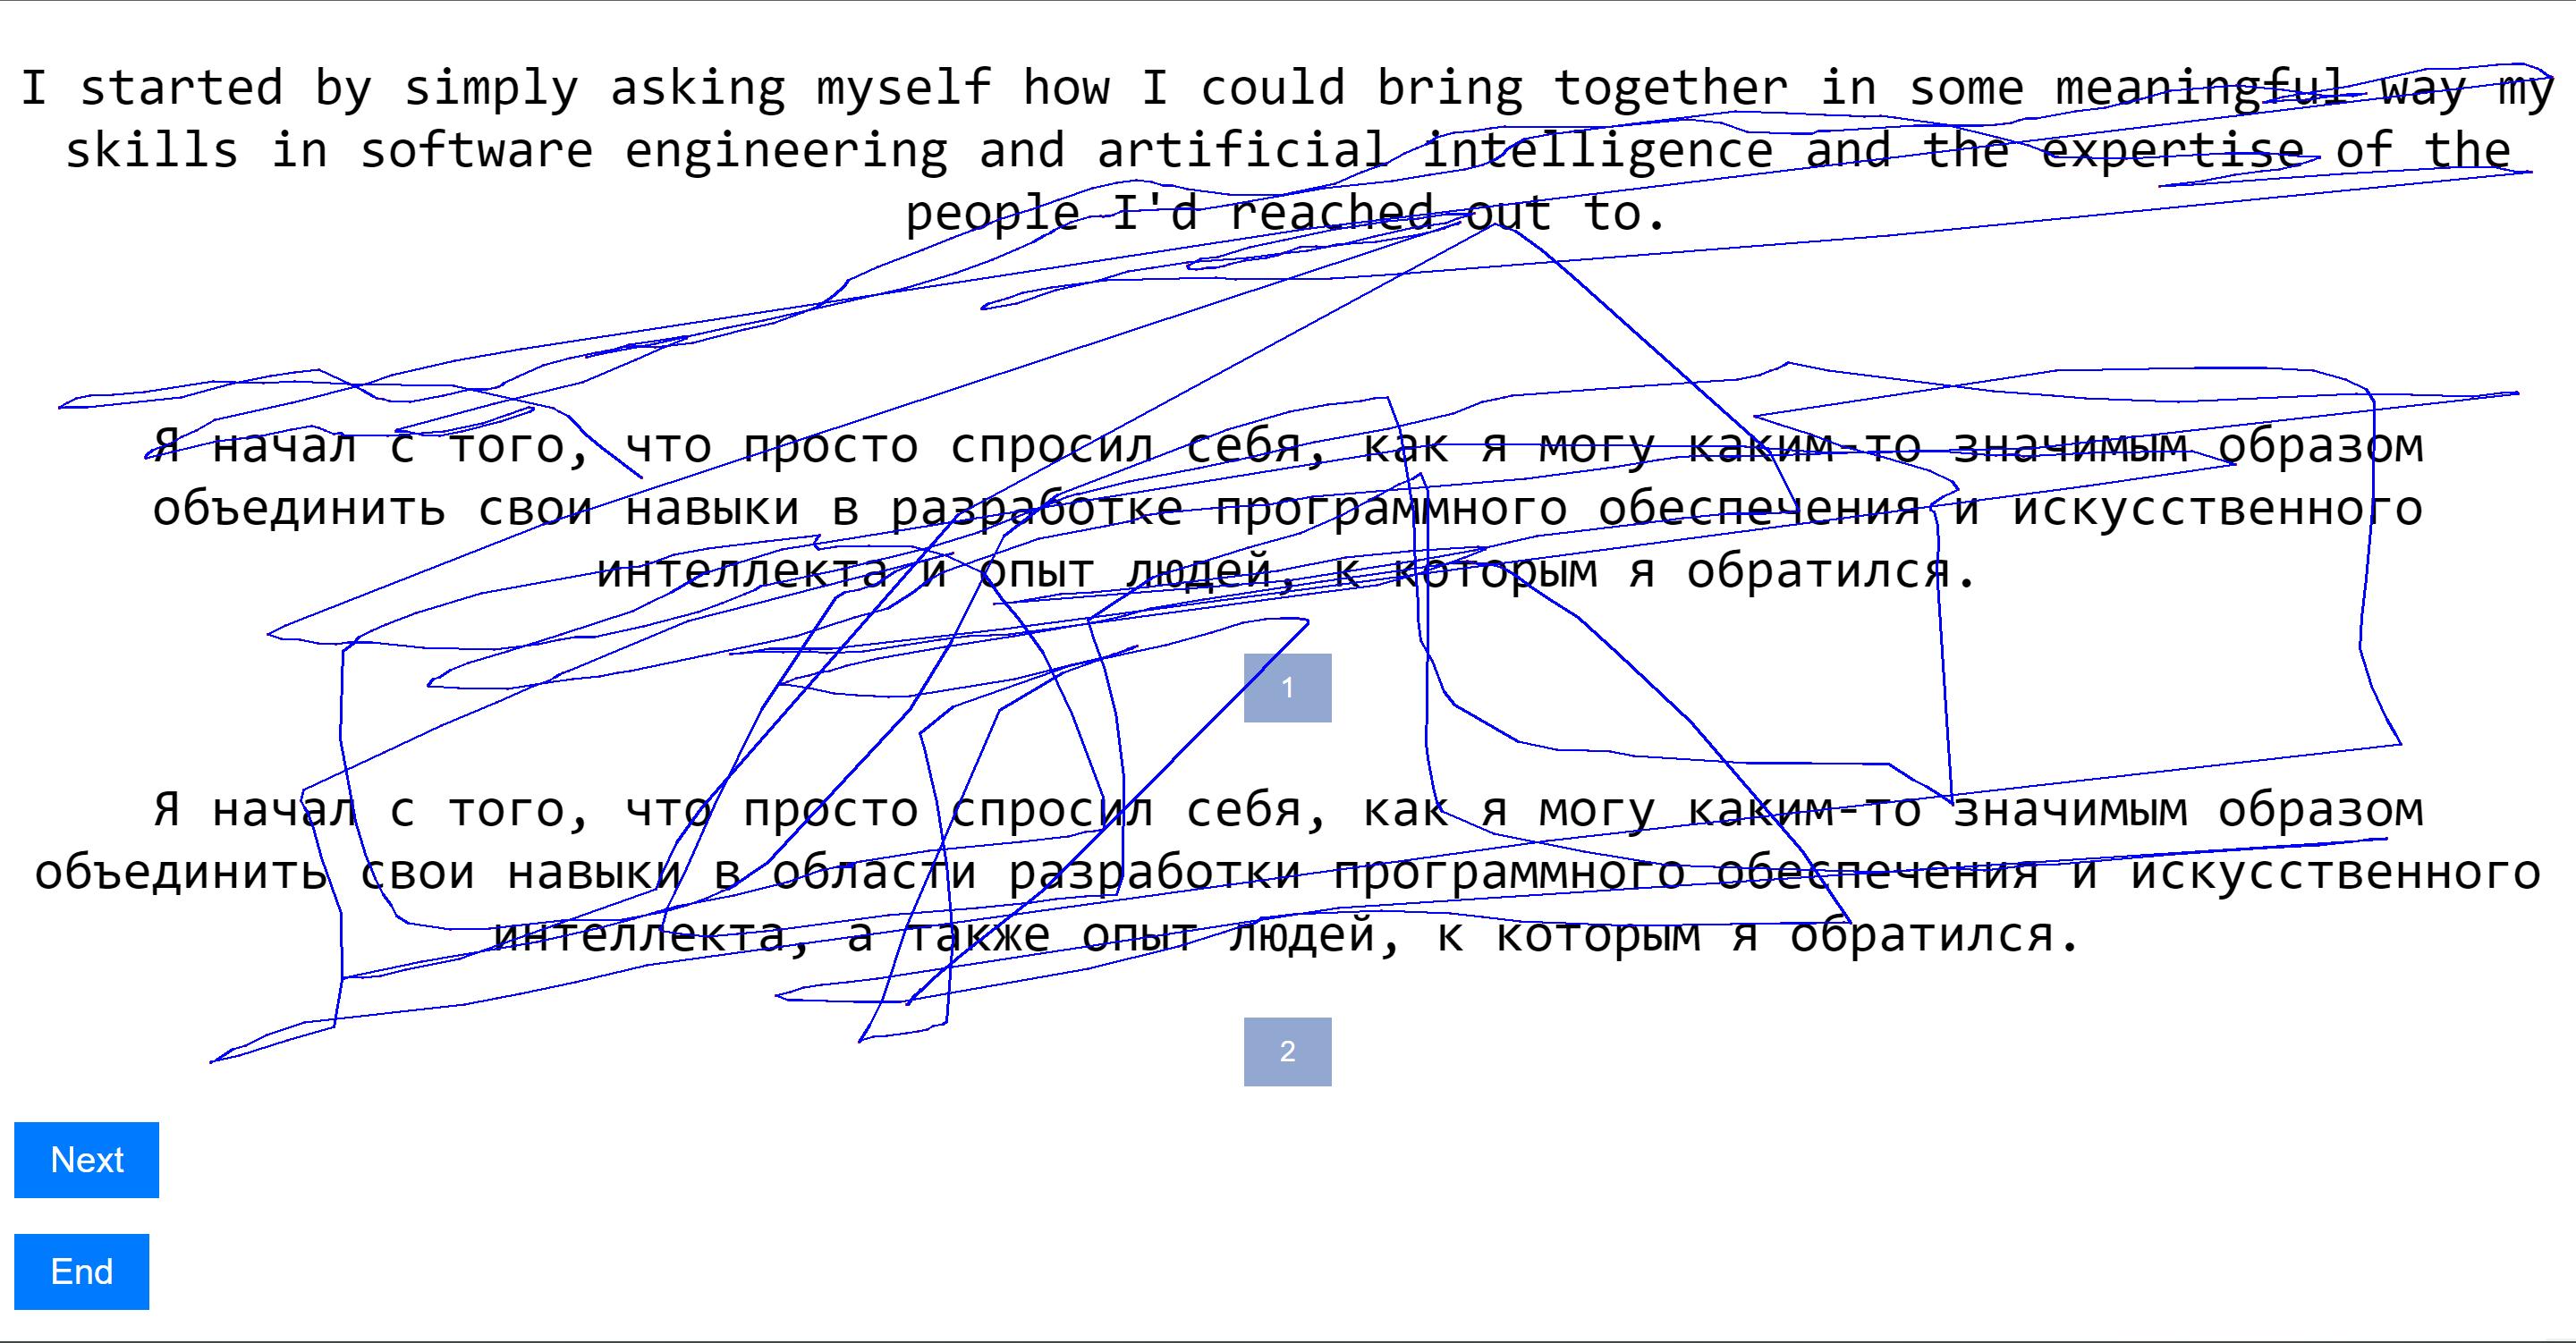 I started by simply asking myself how I could bring together in some meaningful way my
skills in software engineering and artificial intelligence and the expertise of the
people I'd reached out to.
Я начал с того, что просто спросил себя, как я могу каким-то значимым образом
объединить свои навыки в разработке программного обеспечения и искусственного
интеллекта и опыт людей, к которым я обратился.
1
Я начал с того, что просто спросил себя, как я могу каким-то значимым образом
объединить свои навыки в области разработки программного обеспечения и искусственного
интеллекта, а также опыт людей, к которым я обратился.
2
Next
End